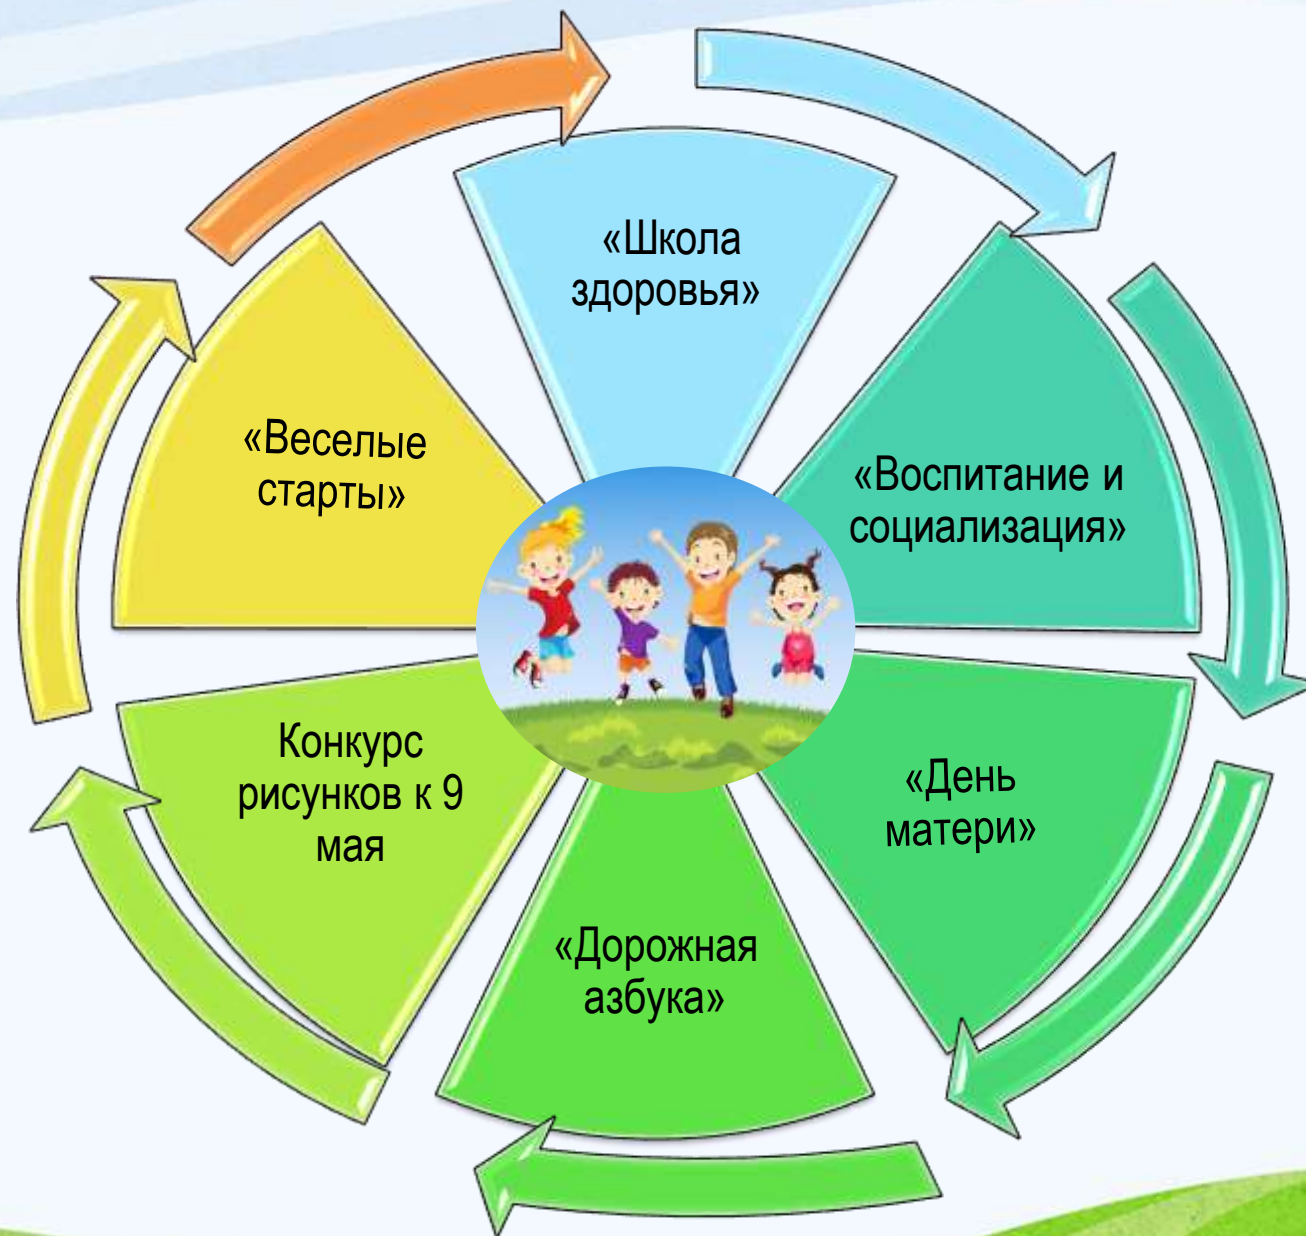 «Школа
здоровья»
«Воспитание и
социализация»
«День
матери»
«Дорожная
азбука»
Конкурс
рисунков к 9
мая
«Веселые
старты»